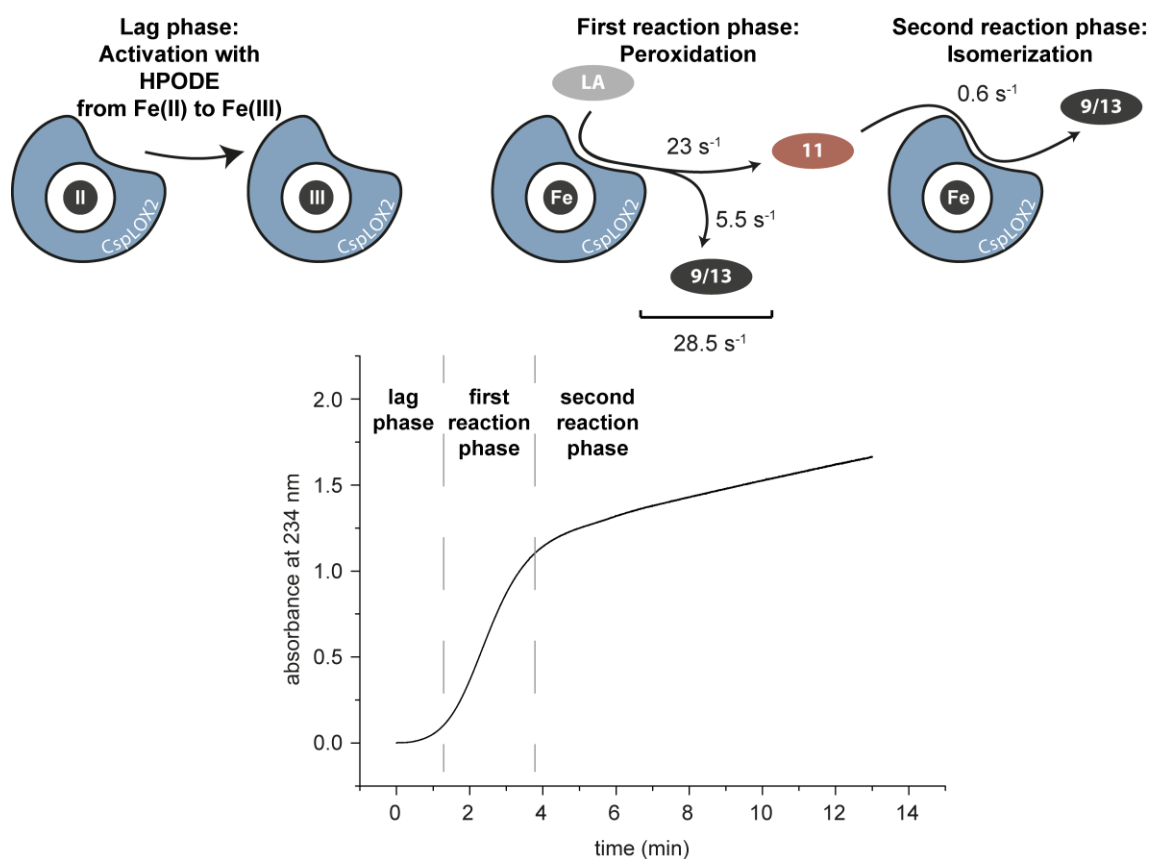 Lag phase:
Activation with
HPODE
from Fe(II) to Fe(III)
II
CspLOX2
III
CspLOX2
First reaction phase:
Peroxidation
LA
23 s⁻¹
11
Fe
CspLOX2
5.5 s⁻¹
9/13
28.5 s⁻¹
Second reaction phase:
Isomerization
0.6 s⁻¹
9/13
Fe
CspLOX2
lag
phase
first
reaction
phase
second
reaction
phase
absorbance at 234 nm
2.0
1.5
1.0
0.5
0.0
0 2 4 6 8 10 12 14
time (min)